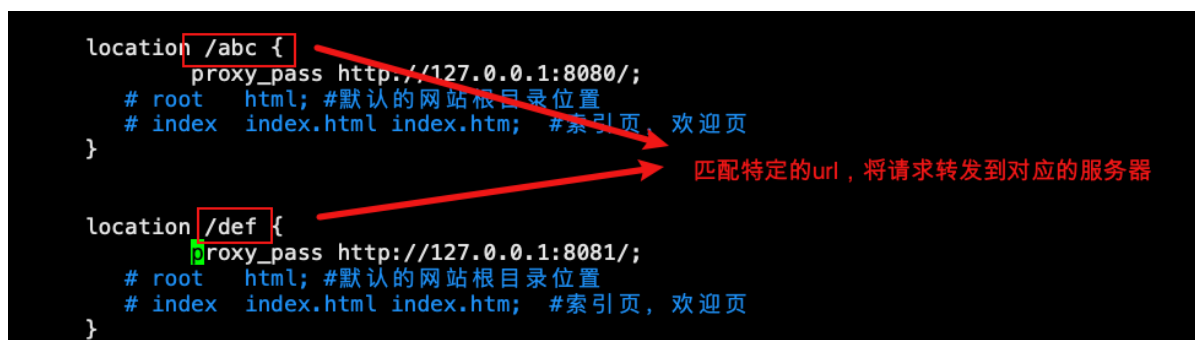 location /abc {
proxy_pass http://127.0.0.1:8080/;
# root   html; #默认的网站根目录位置
# index  index.html index.htm;  #索引页，欢迎页
}
匹配特定的url，将请求转发到对应的服务器
location /def {
proxy_pass http://127.0.0.1:8081/;
# root   html; #默认的网站根目录位置
# index  index.html index.htm;  #索引页，欢迎页
}